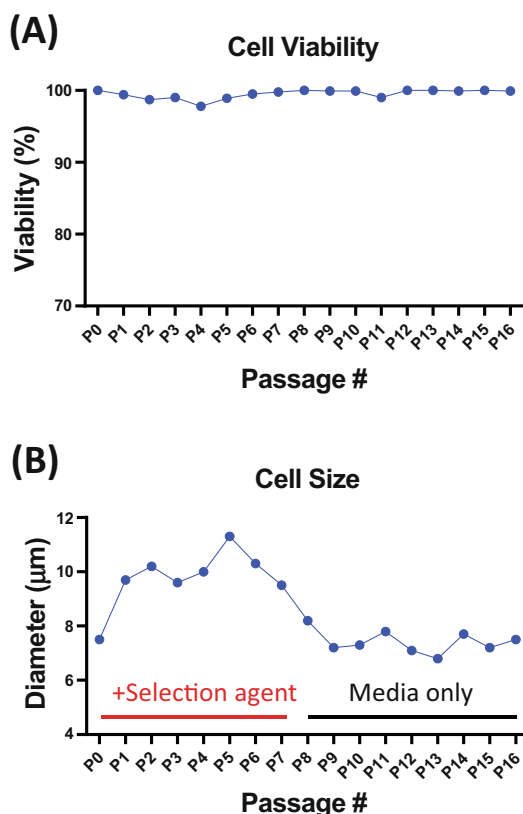 (A)
Cell Viability
Viability (%)
100
90
80
70
P0 P1 P2 P3 P4 P5 P6 P7 P8 P9 P10 P11 P12 P13 P14 P15 P16
Passage #
(B)
Cell Size
Diameter (μm)
12
10
8
6
4
+Selection agent Media only
P0 P1 P2 P3 P4 P5 P6 P7 P8 P9 P10 P11 P12 P13 P14 P15 P16
Passage #